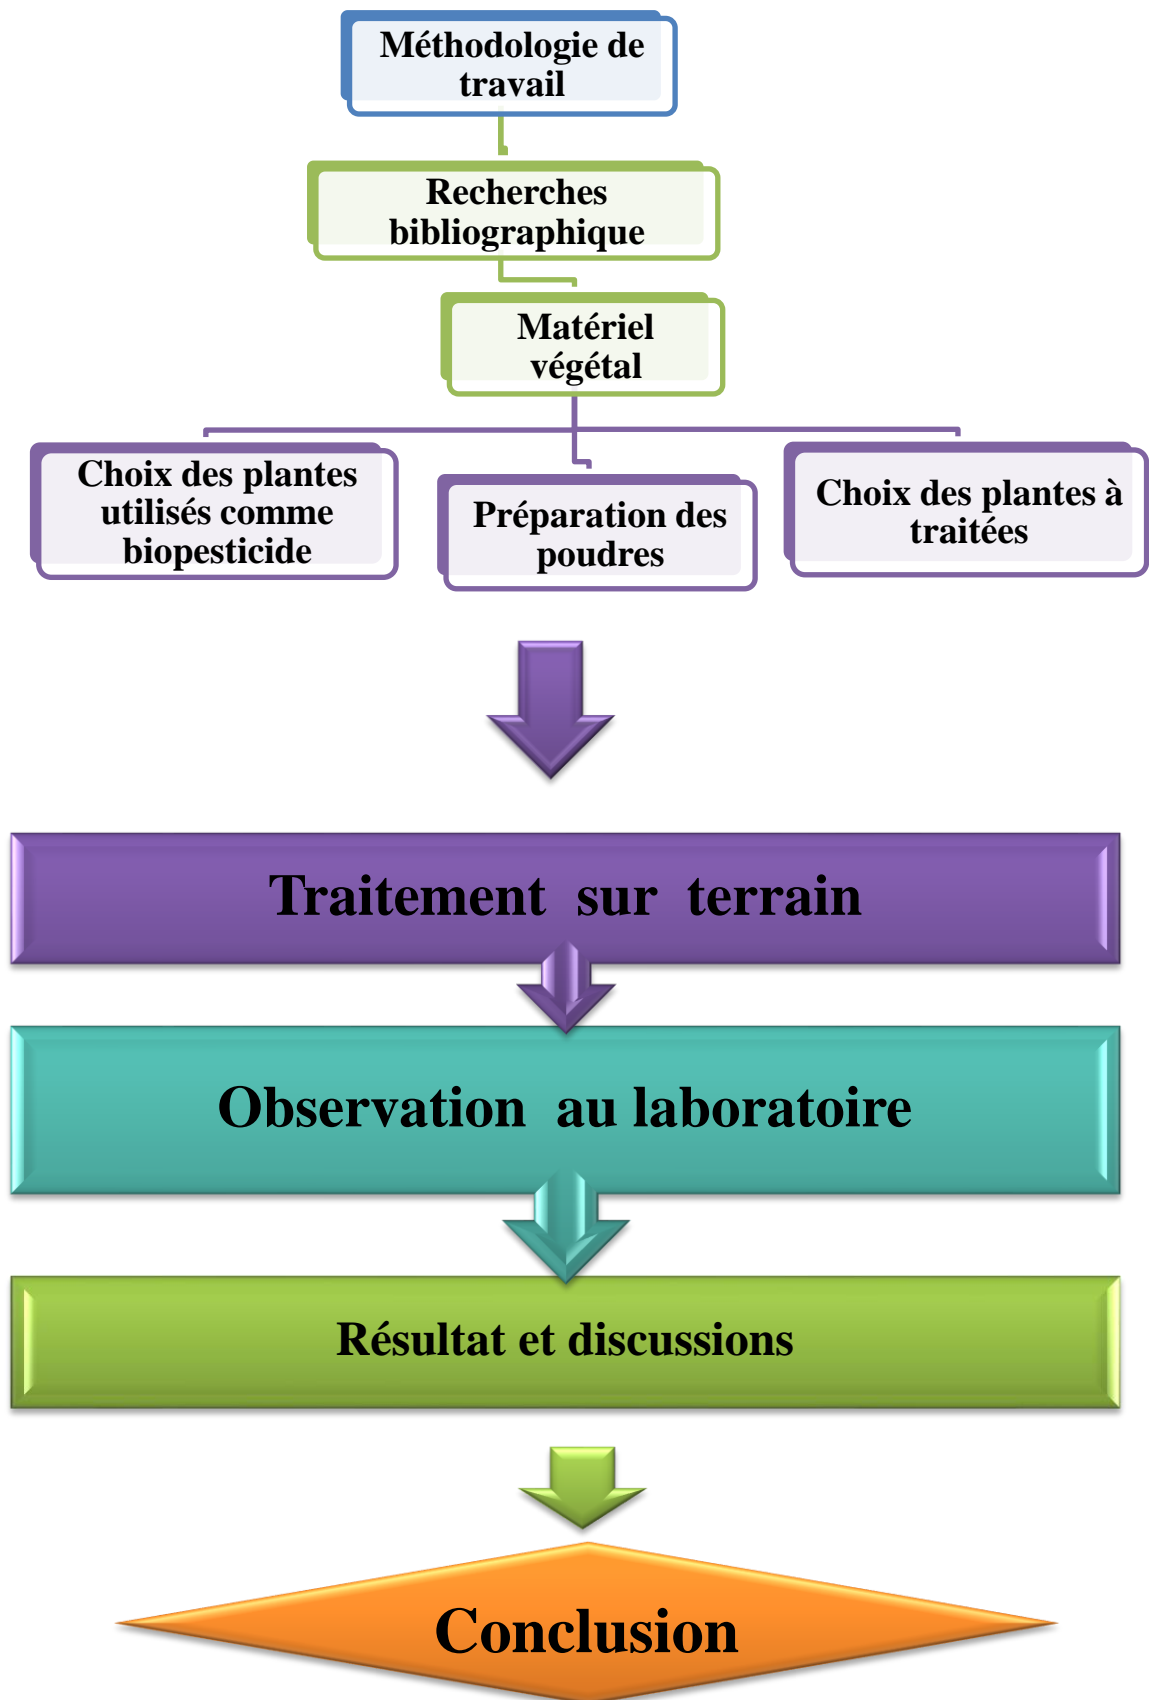 Méthodologie de
travail
Recherches
bibliographique
Matériel
végétal
Choix des plantes
utilisés comme
biopesticide
Préparation des
poudres
Choix des plantes à
traitées
Traitement sur terrain
Observation au laboratoire
Résultat et discussions
Conclusion